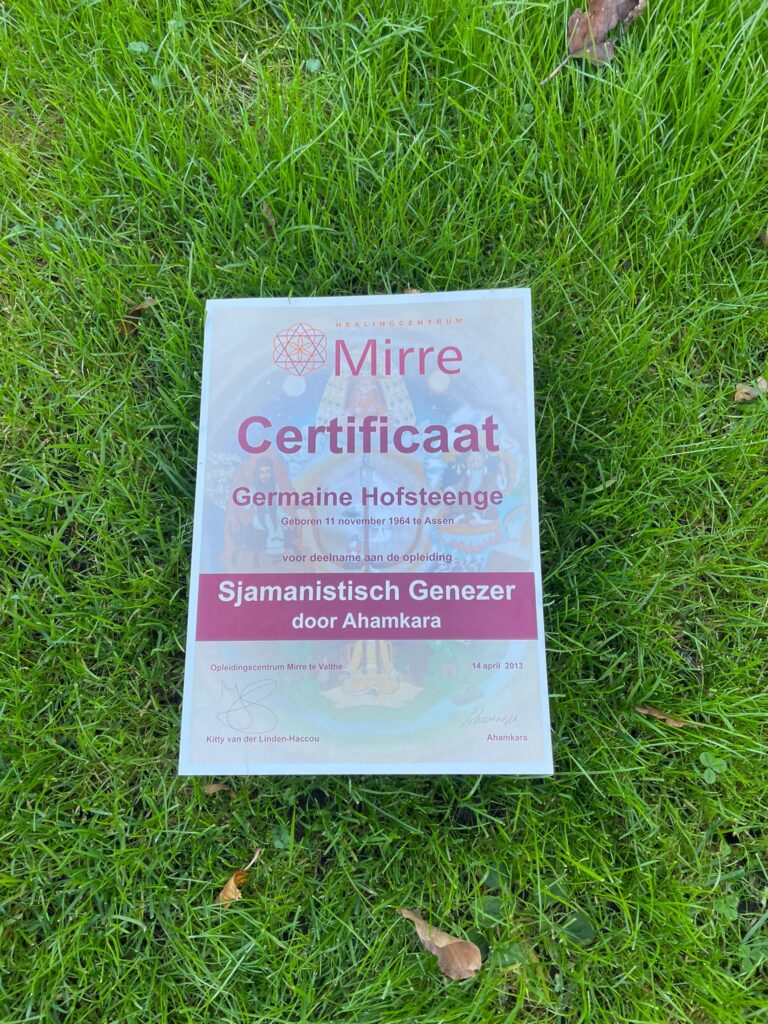 HEALINGCENTRUM
Mirre
Certificaat
Germaine Hofsteenge
Geboren 11 november 1964 te Assen
voor deelname aan de opleiding
Sjamanistisch Genezer
door Ahamkara
Opleidingscentrum Mirre te Valthe
14 april 2013
Kitty van der Linden-Haccou
Ahamkara